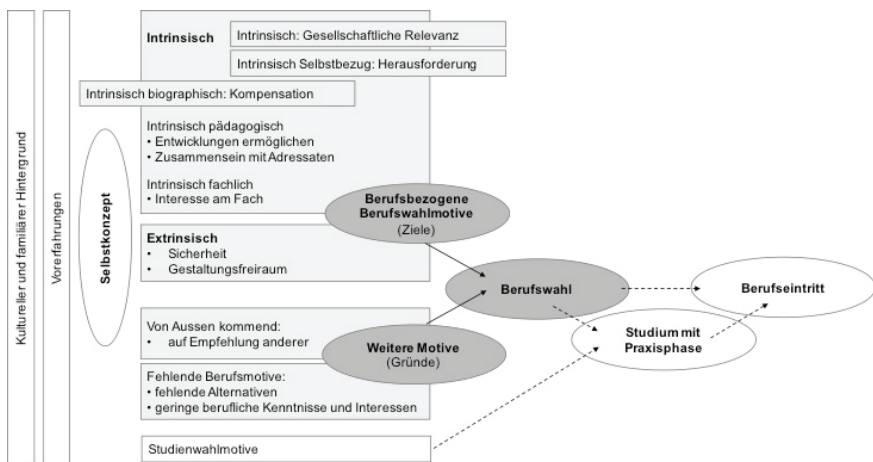 Kultureller und familiärer Hintergrund
Vorerfahrungen
Selbstkonzept
Intrinsisch
Intrinsisch: Gesellschaftliche Relevanz
Intrinsisch Selbstbezug: Herausforderung
Intrinsisch biographisch: Kompensation
Intrinsisch pädagogisch
• Entwicklungen ermöglichen
• Zusammensein mit Adressaten
Intrinsisch fachlich
• Interesse am Fach
Berufsbezogene
Berufswahlmotive
(Ziele)
Extrinsisch
• Sicherheit
• Gestaltungsfreiraum
Berufswahl
Berufseintritt
Studium mit
Praxisphase
Von Aussen kommend:
• auf Empfehlung anderer
Weitere Motive
(Gründe)
Fehlende Berufsmotive:
• fehlende Alternativen
• geringe berufliche Kenntnisse und Interessen
Studienwahlmotive